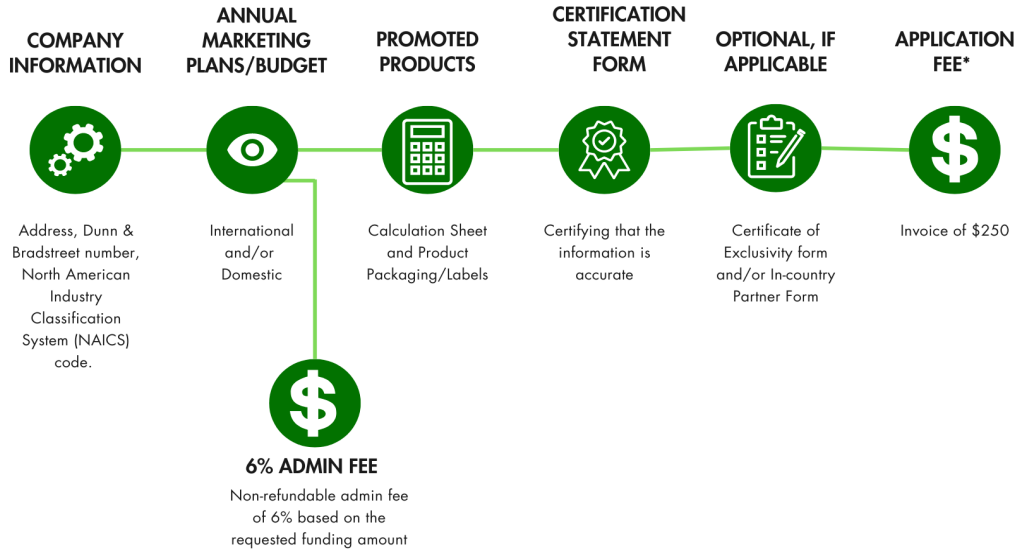 COMPANY
INFORMATION
Address, Dunn &
Bradstreet number,
North American
Industry
Classification
System (NAICS)
code.
ANNUAL
MARKETING
PLANS/BUDGET
International
and/or
Domestic
6% ADMIN FEE
Non-refundable admin fee
of 6% based on the
requested funding amount
PROMOTED
PRODUCTS
Calculation Sheet
and Product
Packaging/Labels
CERTIFICATION
STATEMENT
FORM
Certifying that the
information is
accurate
OPTIONAL, IF
APPLICABLE
Certificate of
Exclusivity form
and/or In-country
Partner Form
APPLICATION
FEE*
Invoice of $250